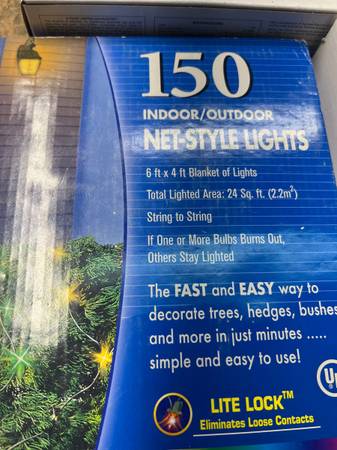 150
INDOOR/OUTDOOR
NET-STYLE LIGHTS
6 ft x 4 ft Blanket of Lights
Total Lighted Area: 24 Sq. ft. (2.2m²)
String to String
If One or More Bulbs Burns Out,
Others Stay Lighted
The FAST and EASY way to
decorate trees, hedges, bushes
and more in just minutes .....
simple and easy to use!
UL
LITE LOCK™
Eliminates Loose Contacts